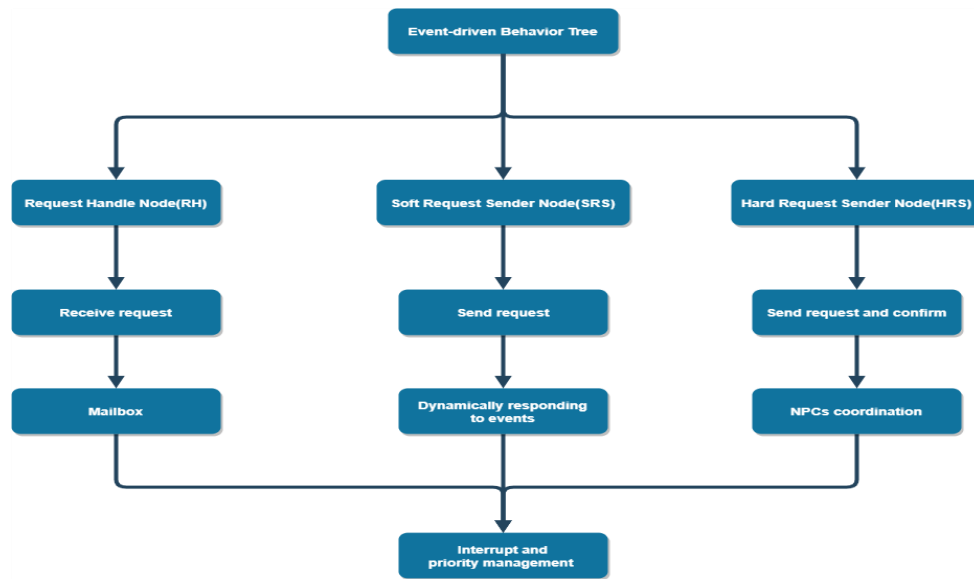 Event-driven Behavior Tree
Request Handle Node(RH)
Soft Request Sender Node(SRS)
Hard Request Sender Node(HRS)
Receive request
Send request
Send request and confirm
Mailbox
Dynamically responding
to events
NPCs coordination
Interrupt and
priority management